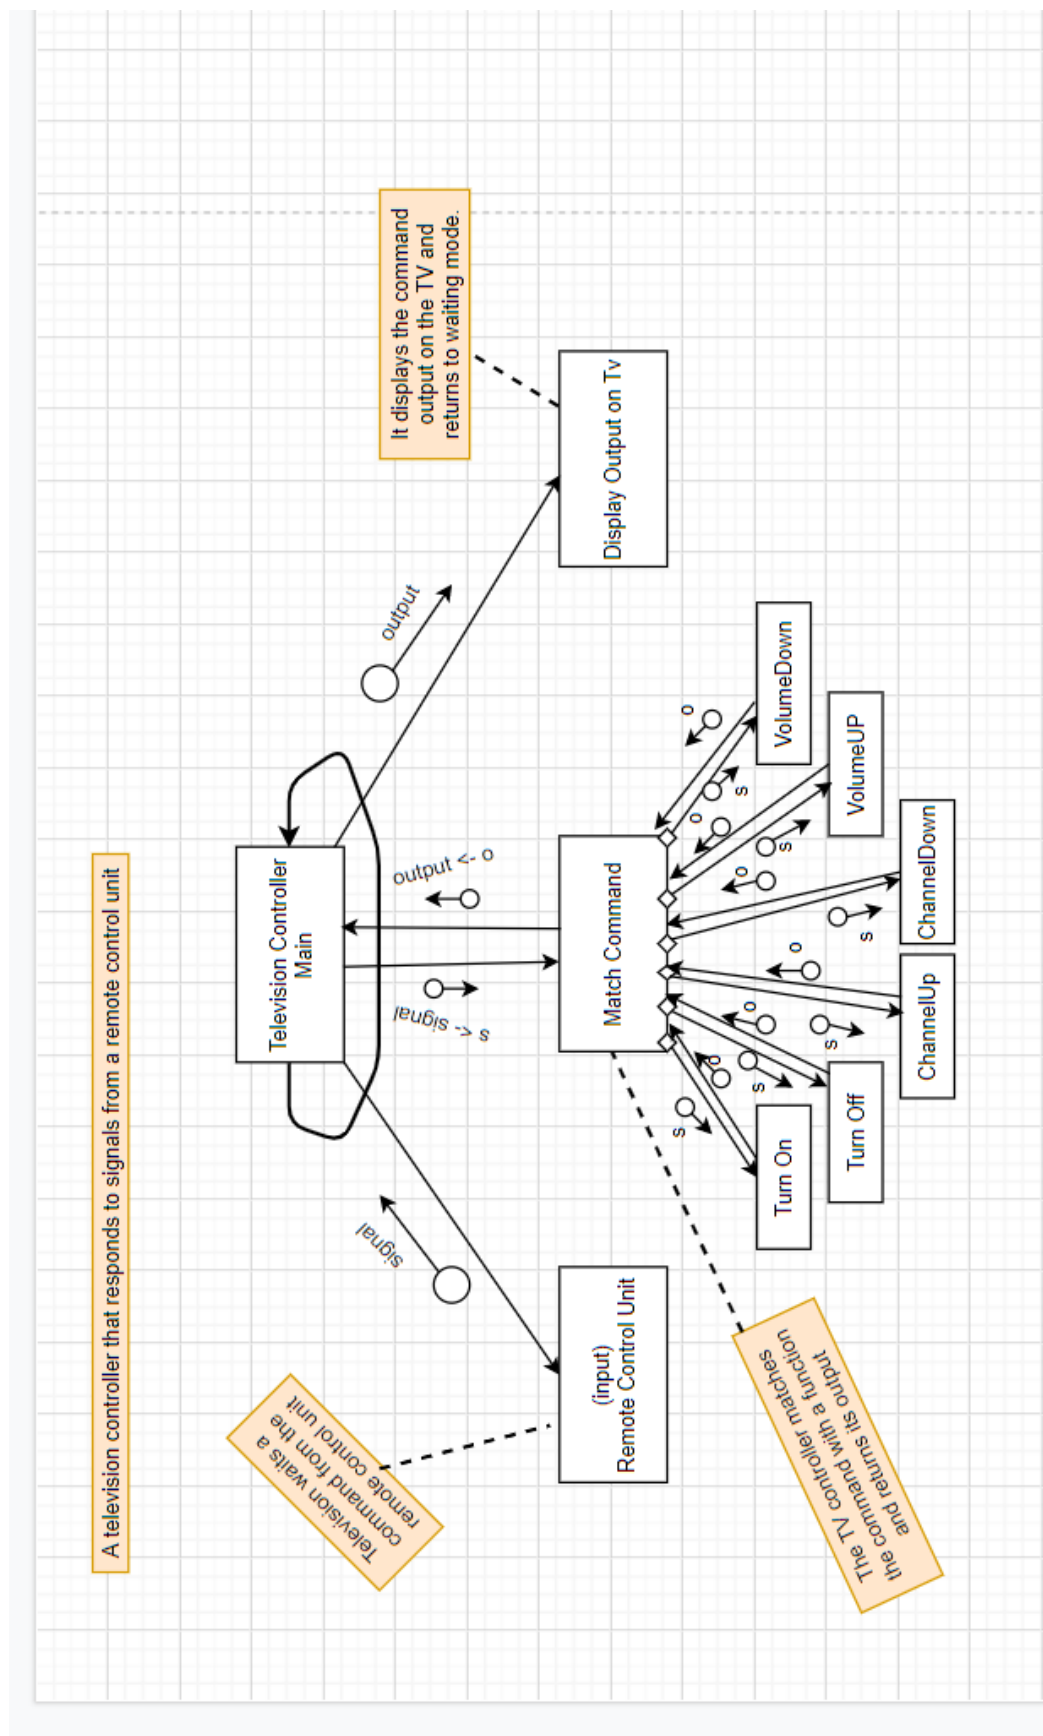 A television controller that responds to signals from a remote control unit
Television Controller
Main
signal
s <- signal
output <- o
output
Television waits a
command from the
remote control unit
It displays the command
output on the TV and
returns to waiting mode.
(input)
Remote Control Unit
Match Command
Display Output on Tv
s
o
s
o
s
o
s
o
s
o
s
o
Turn On
Turn Off
ChannelUp
ChannelDown
VolumeUP
VolumeDown
The TV controller matches
the command with a function
and returns its output